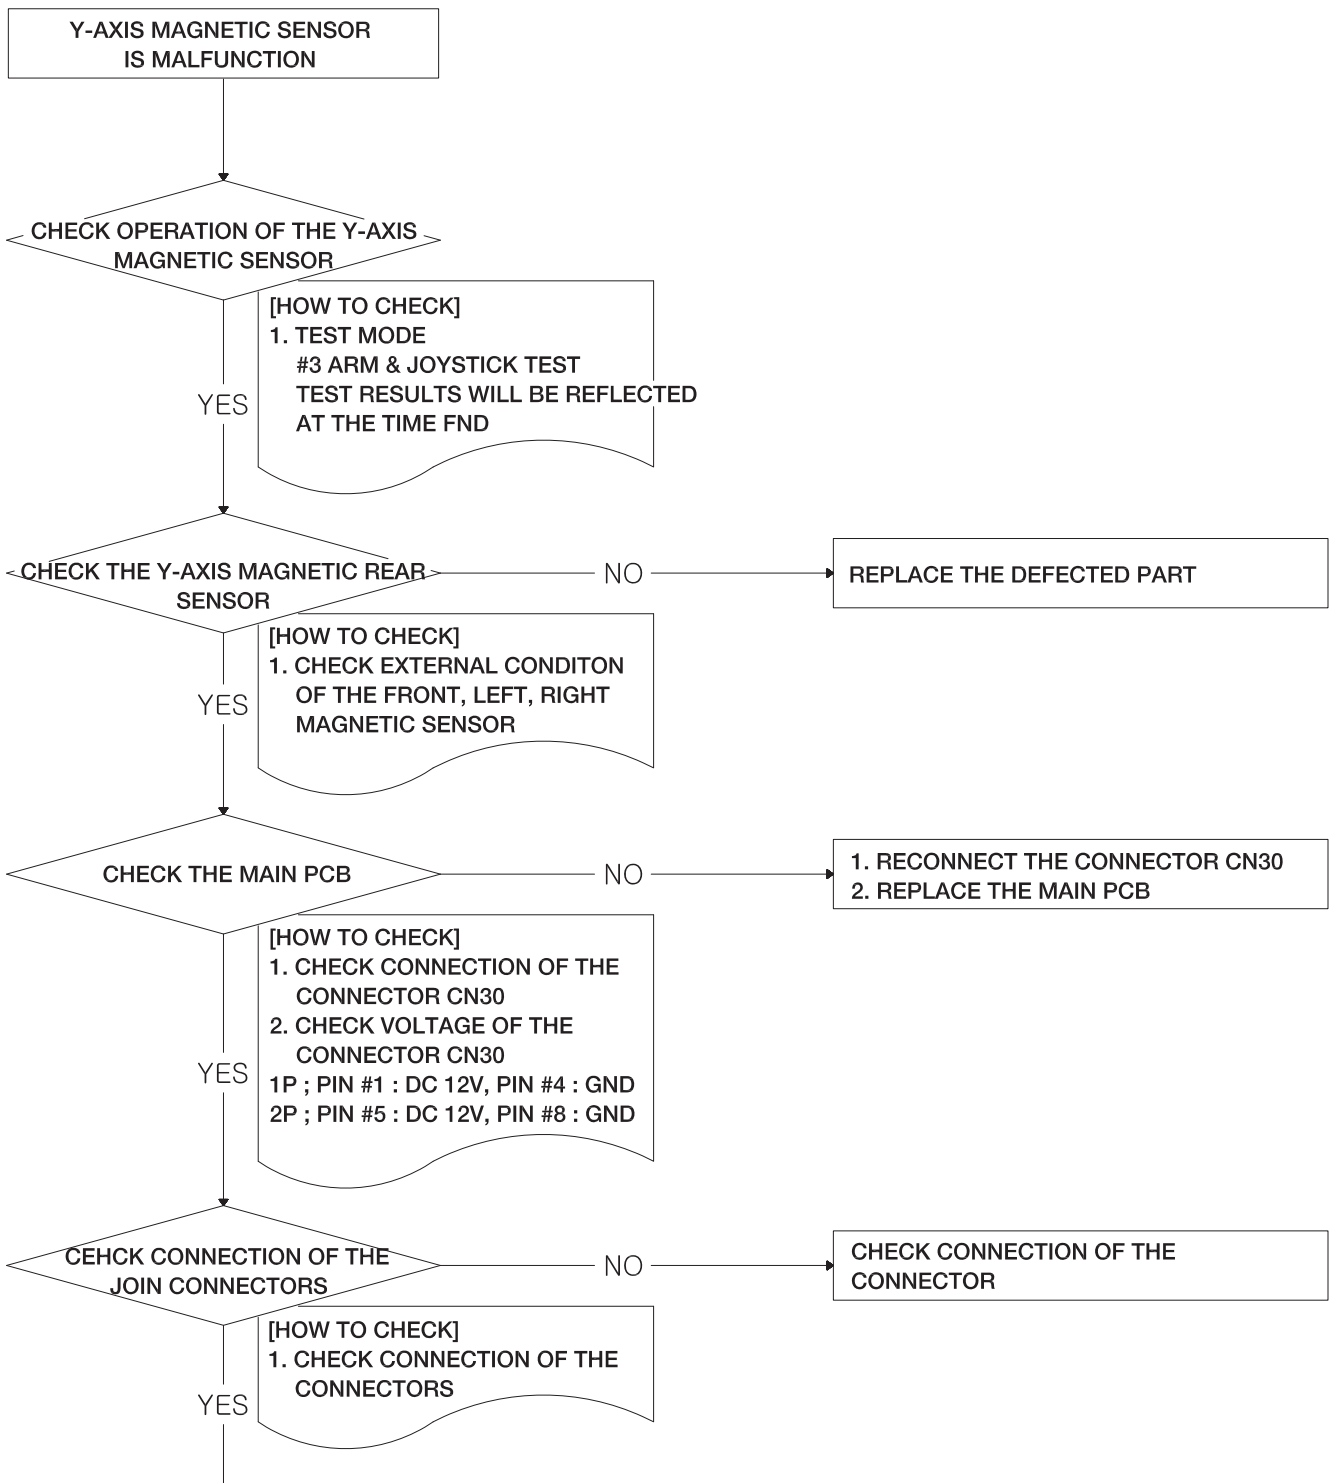 Y-AXIS MAGNETIC SENSOR
IS MALFUNCTION
CHECK OPERATION OF THE Y-AXIS
MAGNETIC SENSOR
[HOW TO CHECK]
1. TEST MODE
#3 ARM & JOYSTICK TEST
TEST RESULTS WILL BE REFLECTED
AT THE TIME FND
YES
CHECK THE Y-AXIS MAGNETIC REAR
SENSOR
NO
REPLACE THE DEFECTED PART
[HOW TO CHECK]
1. CHECK EXTERNAL CONDITON
OF THE FRONT, LEFT, RIGHT
MAGNETIC SENSOR
YES
CHECK THE MAIN PCB
NO
1. RECONNECT THE CONNECTOR CN30
2. REPLACE THE MAIN PCB
[HOW TO CHECK]
1. CHECK CONNECTION OF THE
CONNECTOR CN30
2. CHECK VOLTAGE OF THE
CONNECTOR CN30
1P ; PIN #1 : DC 12V, PIN #4 : GND
2P ; PIN #5 : DC 12V, PIN #8 : GND
YES
CEHCK CONNECTION OF THE
JOIN CONNECTORS
NO
CHECK CONNECTION OF THE
CONNECTOR
[HOW TO CHECK]
1. CHECK CONNECTION OF THE
CONNECTORS
YES